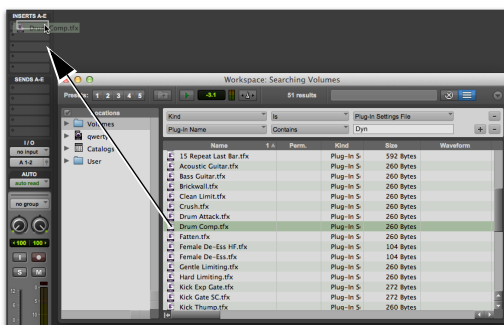 INSERTS A-E
Drum Comp.tfx
SENDS A-E
I / O
no input
A 1-2
AUTO
auto read
no group
+100 100+
I
S M
Workspace: Searching Volumes
Presets: 1 2 3 4 5 -3.1 51 results
Locations
Volumes
qwerty
Catalogs
User
Kind Is Plug-In Settings File
Plug-In Name Contains Dyn
Name 1 Perm. Kind Size Waveform
15 Repeat Last Bar.tfx Plug-In S 592 Bytes
Acoustic Guitar.tfx Plug-In S 260 Bytes
Bass Guitar.tfx Plug-In S 260 Bytes
Brickwall.tfx Plug-In S 260 Bytes
Clean Limit.tfx Plug-In S 260 Bytes
Crush.tfx Plug-In S 260 Bytes
Drum Attack.tfx Plug-In S 260 Bytes
Drum Comp.tfx Plug-In S 260 Bytes
Fatten.tfx Plug-In S 260 Bytes
Female De-Ess HF.tfx Plug-In S 104 Bytes
Female De-Ess.tfx Plug-In S 104 Bytes
Gentle Limiting.tfx Plug-In S 260 Bytes
Hard Limiting.tfx Plug-In S 260 Bytes
Kick Exp Gate.tfx Plug-In S 272 Bytes
Kick Gate SC.tfx Plug-In S 272 Bytes
Kick Thump.tfx Plug-In S 260 Bytes